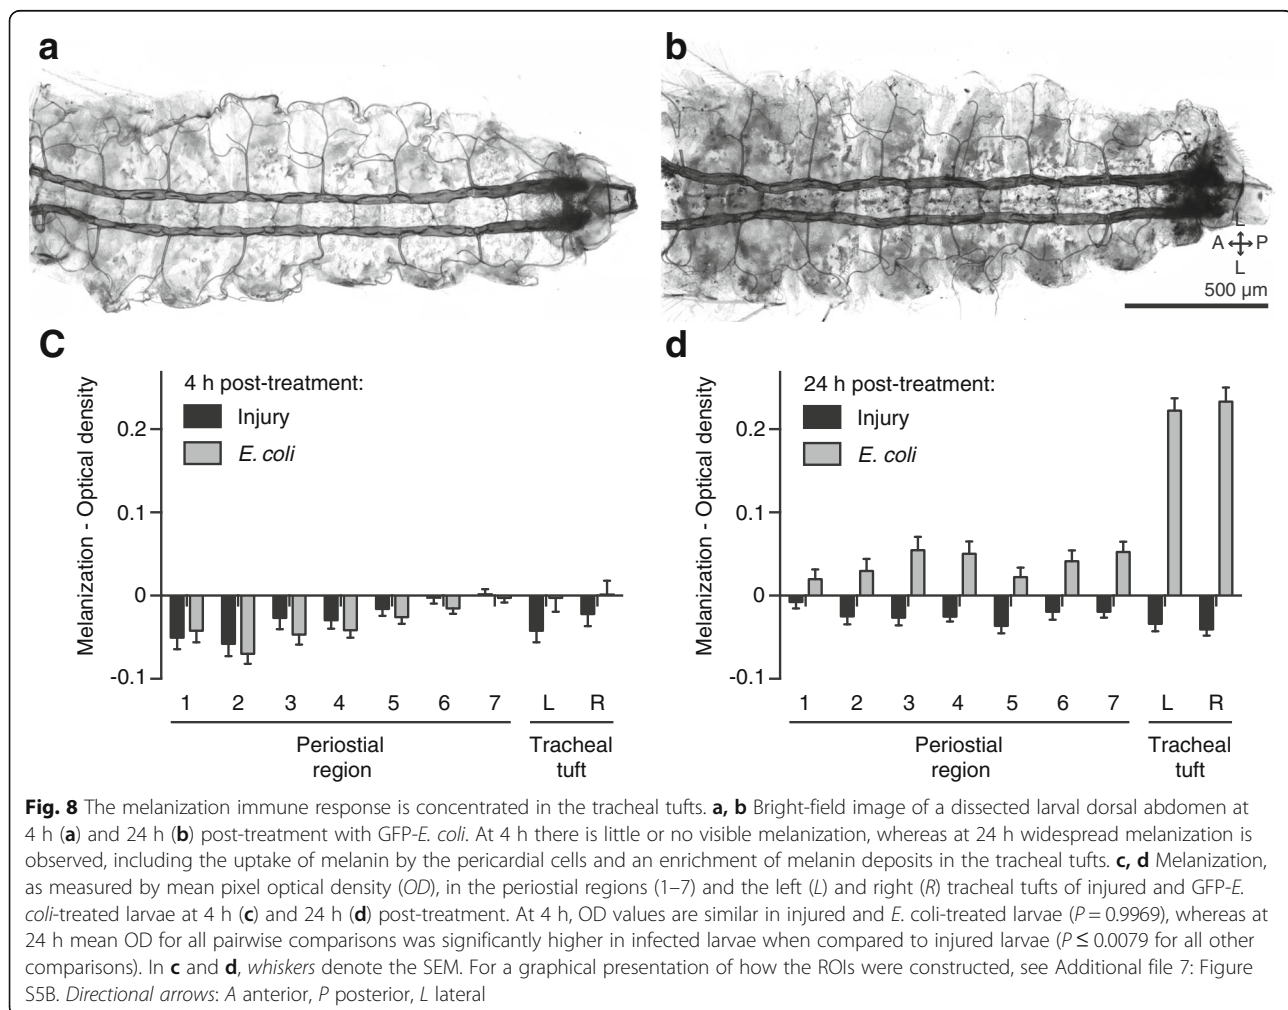 a
b
L
A P
L
500 µm
C
d
Melanization - Optical density
4 h post-treatment:
Injury
E. coli
0.2
0.1
0
-0.1
1 2 3 4 5 6 7 L R
Periostial
region
Tracheal
tuft
Melanization - Optical density
24 h post-treatment:
Injury
E. coli
0.2
0.1
0
-0.1
1 2 3 4 5 6 7 L R
Periostial
region
Tracheal
tuft
Fig. 8 The melanization immune response is concentrated in the tracheal tufts. a, b Bright-field image of a dissected larval dorsal abdomen at
4 h (a) and 24 h (b) post-treatment with GFP-E. coli. At 4 h there is little or no visible melanization, whereas at 24 h widespread melanization is
observed, including the uptake of melanin by the pericardial cells and an enrichment of melanin deposits in the tracheal tufts. c, d Melanization,
as measured by mean pixel optical density (OD), in the periostial regions (1–7) and the left (L) and right (R) tracheal tufts of injured and GFP-E.
coli-treated larvae at 4 h (c) and 24 h (d) post-treatment. At 4 h, OD values are similar in injured and E. coli-treated larvae (P = 0.9969), whereas at
24 h mean OD for all pairwise comparisons was significantly higher in infected larvae when compared to injured larvae (P ≤ 0.0079 for all other
comparisons). In c and d, whiskers denote the SEM. For a graphical presentation of how the ROIs were constructed, see Additional file 7: Figure
S5B. Directional arrows: A anterior, P posterior, L lateral